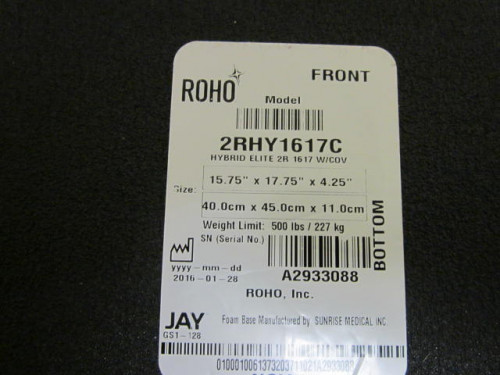 ROHO
FRONT
Model
2RHY1617C
HYBRID ELITE 2R 1617 W/COV
Size:
15.75" x 17.75" x 4.25"
40.0cm x 45.0cm x 11.0cm
Weight Limit: 500 lbs / 227 kg
SN (Serial No.)
BOTTOM
yyyy-mm-dd
2016-01-28
A2933088
ROHO, Inc.
JAY
Foam Base Manufactured by SUNRISE MEDICAL INC.
GS1-128